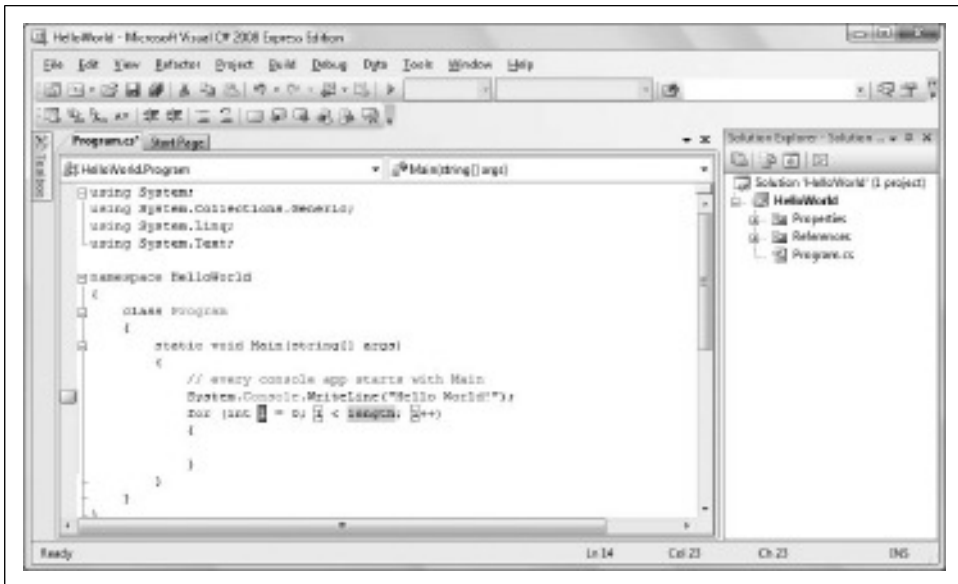 HelloWorld - Microsoft Visual C# 2008 Express Edition
File Edit View Refactor Project Build Debug Data Tools Window Help
Program.cs* Start Page
Toolbox
HelloWorld.Program
Main(string[] args)
using System;
using System.Collections.Generic;
using System.Linq;
using System.Text;
namespace HelloWorld
{
class Program
{
static void Main(string[] args)
{
// every console app starts with Main
System.Console.WriteLine("Hello World!");
for (int i = 0; i < length; i++)
{
}
}
}
}
Solution Explorer - Solution ...
Solution 'HelloWorld' (1 project)
HelloWorld
Properties
References
Program.cs
Ready
Ln 14
Col 23
Ch 23
INS